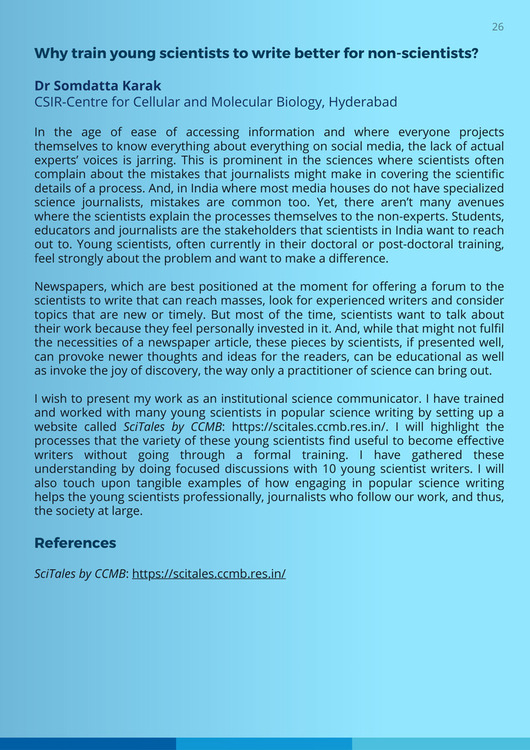 26
Why train young scientists to write better for non-scientists?
Dr Somdatta Karak
CSIR-Centre for Cellular and Molecular Biology, Hyderabad
In the age of ease of accessing information and where everyone projects
themselves to know everything about everything on social media, the lack of actual
experts’ voices is jarring. This is prominent in the sciences where scientists often
complain about the mistakes that journalists might make in covering the scientific
details of a process. And, in India where most media houses do not have specialized
science journalists, mistakes are common too. Yet, there aren’t many avenues
where the scientists explain the processes themselves to the non-experts. Students,
educators and journalists are the stakeholders that scientists in India want to reach
out to. Young scientists, often currently in their doctoral or post-doctoral training,
feel strongly about the problem and want to make a difference.
Newspapers, which are best positioned at the moment for offering a forum to the
scientists to write that can reach masses, look for experienced writers and consider
topics that are new or timely. But most of the time, scientists want to talk about
their work because they feel personally invested in it. And, while that might not fulfil
the necessities of a newspaper article, these pieces by scientists, if presented well,
can provoke newer thoughts and ideas for the readers, can be educational as well
as invoke the joy of discovery, the way only a practitioner of science can bring out.
I wish to present my work as an institutional science communicator. I have trained
and worked with many young scientists in popular science writing by setting up a
website called SciTales by CCMB: https://scitales.ccmb.res.in/. I will highlight the
processes that the variety of these young scientists find useful to become effective
writers without going through a formal training. I have gathered these
understanding by doing focused discussions with 10 young scientist writers. I will
also touch upon tangible examples of how engaging in popular science writing
helps the young scientists professionally, journalists who follow our work, and thus,
the society at large.
References
SciTales by CCMB: https://scitales.ccmb.res.in/